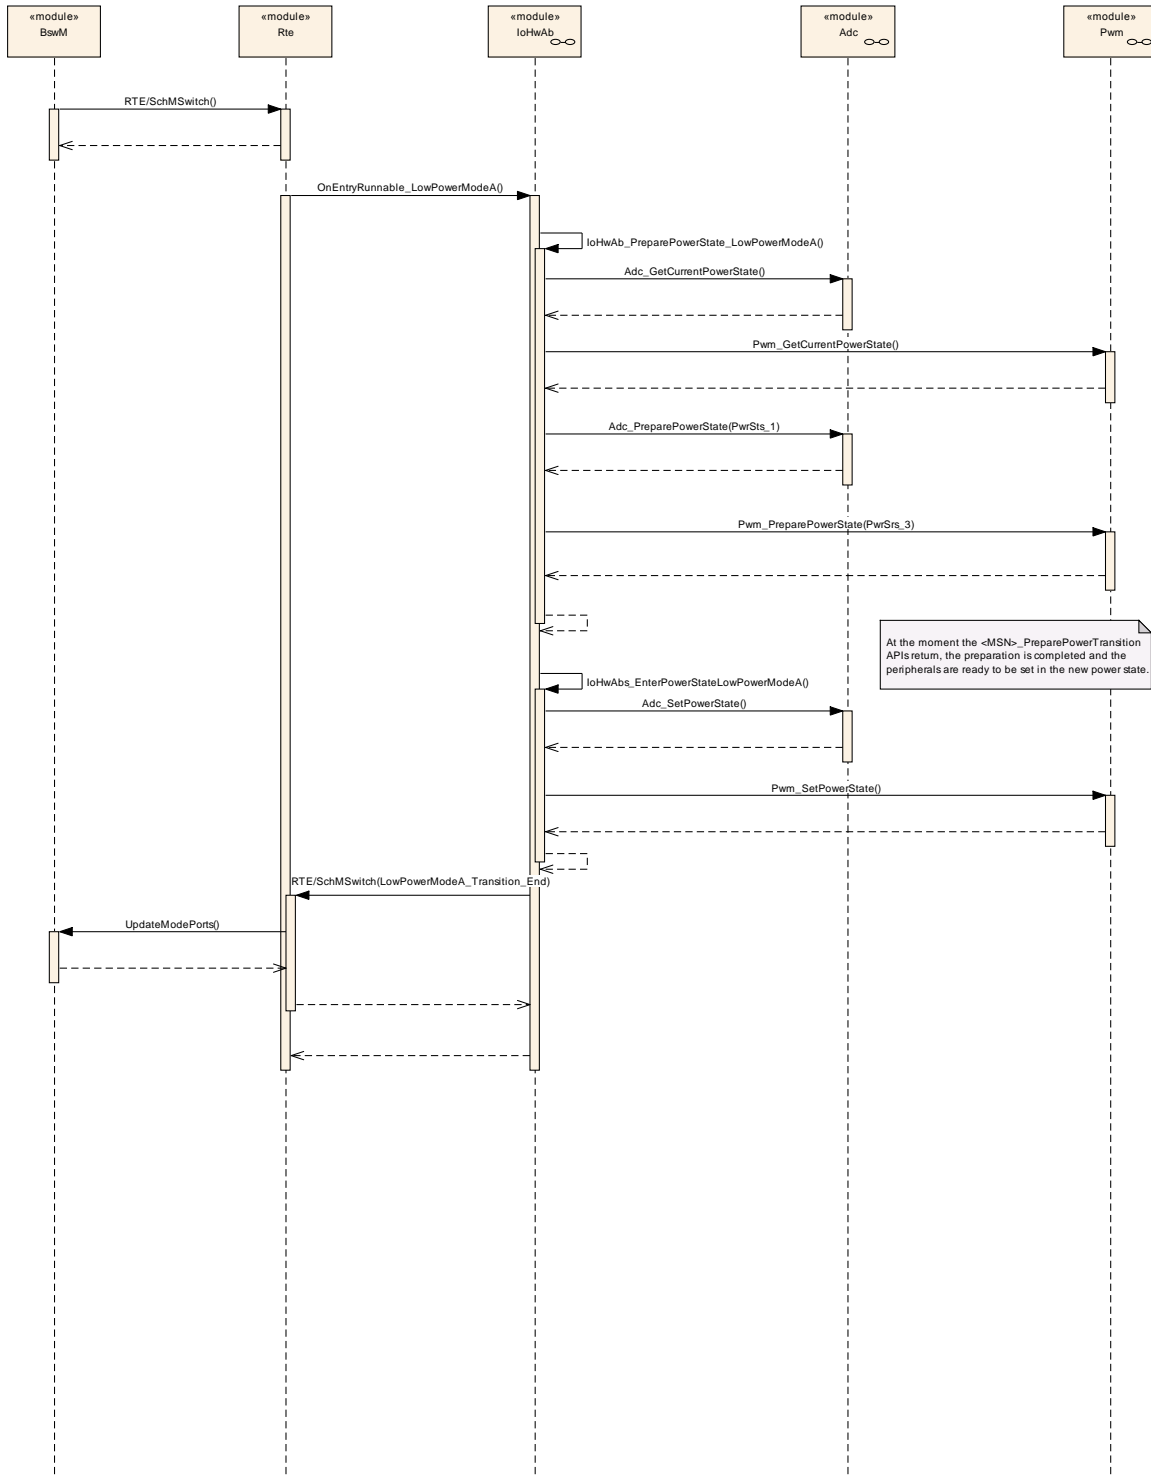 «module»
BswM
«module»
Rte
«module»
IoHwAb
«module»
Adc
«module»
Pwm
RTE/SchMSwitch()
OnEntryRunnable_LowPowerModeA()
IoHwAb_PreparePowerState_LowPowerModeA()
Adc_GetCurrentPowerState()
Pwm_GetCurrentPowerState()
Adc_PreparePowerState(PwrSts_1)
Pwm_PreparePowerState(PwrSrs_3)
At the moment the <MSN>_PreparePowerTransition
APIs return, the preparation is completed and the
peripherals are ready to be set in the new power state.
IoHwAbs_EnterPowerStateLowPowerModeA()
Adc_SetPowerState()
Pwm_SetPowerState()
RTE/SchMSwitch(LowPowerModeA_Transition_End)
UpdateModePorts()